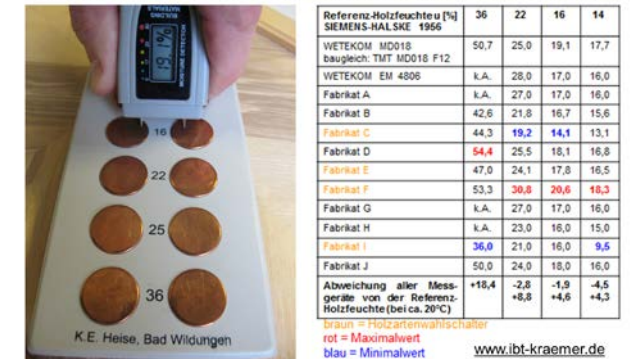 BUILDING MATERIALS
MOISTURE DETECTOR
%1.61
16
22
25
36
K.E. Heise, Bad Wildungen
Referenz-Holzfeuchte u [%] 36 22 16 14
SIEMENS-HALSKE 1956
WETEKOM MD018 50,7 25,0 19,1 17,7
baugleich: TMT MD018 F12
WETEKOM EM 4806 k.A. 28,0 17,0 16,0
Fabrikat A k.A. 27,0 17,0 16,0
Fabrikat B 42,6 21,8 16,7 15,6
Fabrikat C 44,3 19,2 14,1 13,1
Fabrikat D 54,4 25,5 18,1 16,8
Fabrikat E 47,0 24,1 17,8 16,5
Fabrikat F 53,3 30,8 20,6 18,3
Fabrikat G k.A. 27,0 17,0 16,0
Fabrikat H k.A. 23,0 16,0 15,0
Fabrikat I 36,0 21,0 16,0 9,5
Fabrikat J 50,0 24,0 18,0 16,0
Abweichung aller Mess- +18,4 -2,8 -1,9 -4,5
geräte von der Referenz- +8,8 +4,6 +4,3
Holzfeuchte (bei ca. 20°C)
braun = Holzartenwahlschalter
rot = Maximalwert
blau = Minimalwert
www.ibt-kraemer.de